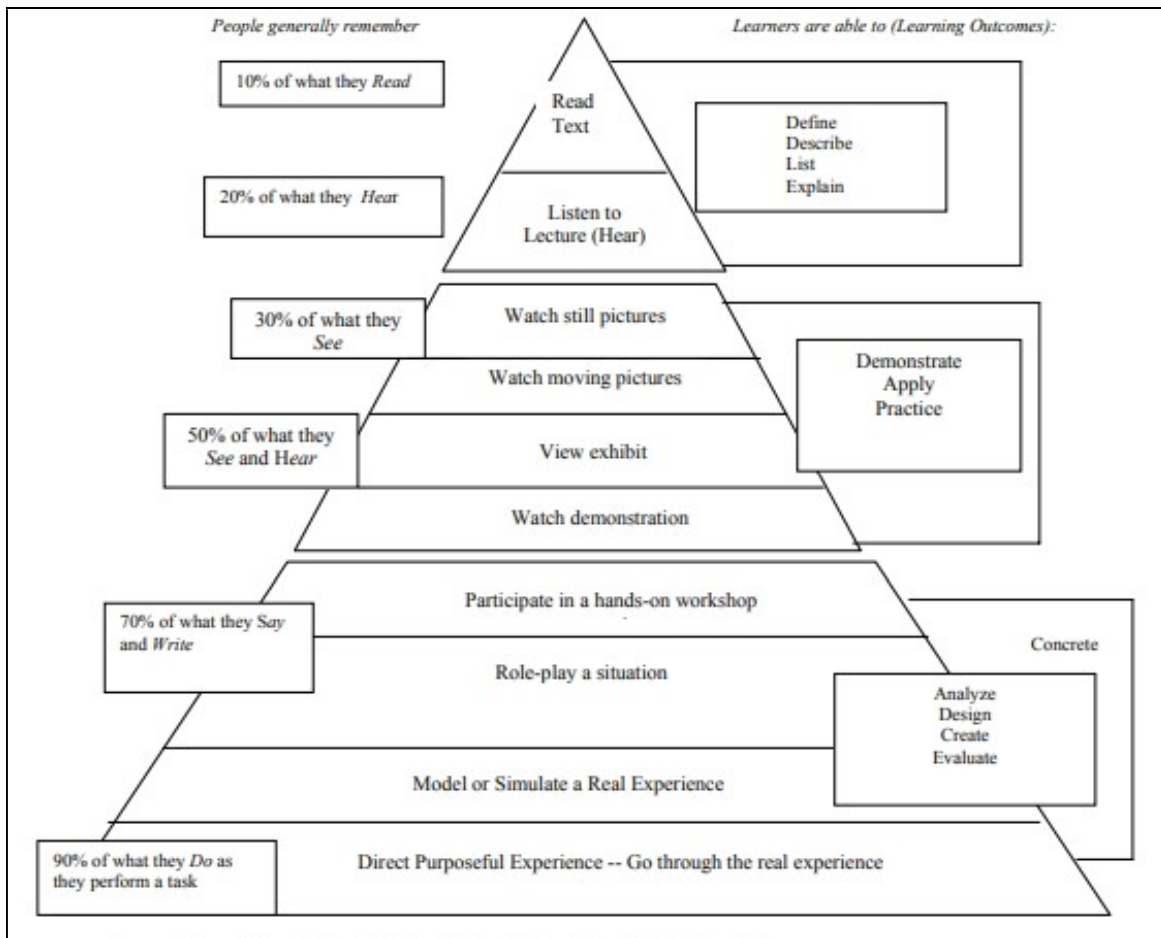 People generally remember
Learners are able to (Learning Outcomes):
10% of what they Read
Read
Text
Define
Describe
List
Explain
20% of what they Hear
Listen to
Lecture (Hear)
30% of what they
See
Watch still pictures
Watch moving pictures
Demonstrate
Apply
Practice
50% of what they
See and Hear
View exhibit
Watch demonstration
Participate in a hands-on workshop
70% of what they Say
and Write
Concrete
Role-play a situation
Analyze
Design
Create
Evaluate
Model or Simulate a Real Experience
90% of what they Do as
they perform a task
Direct Purposeful Experience -- Go through the real experience